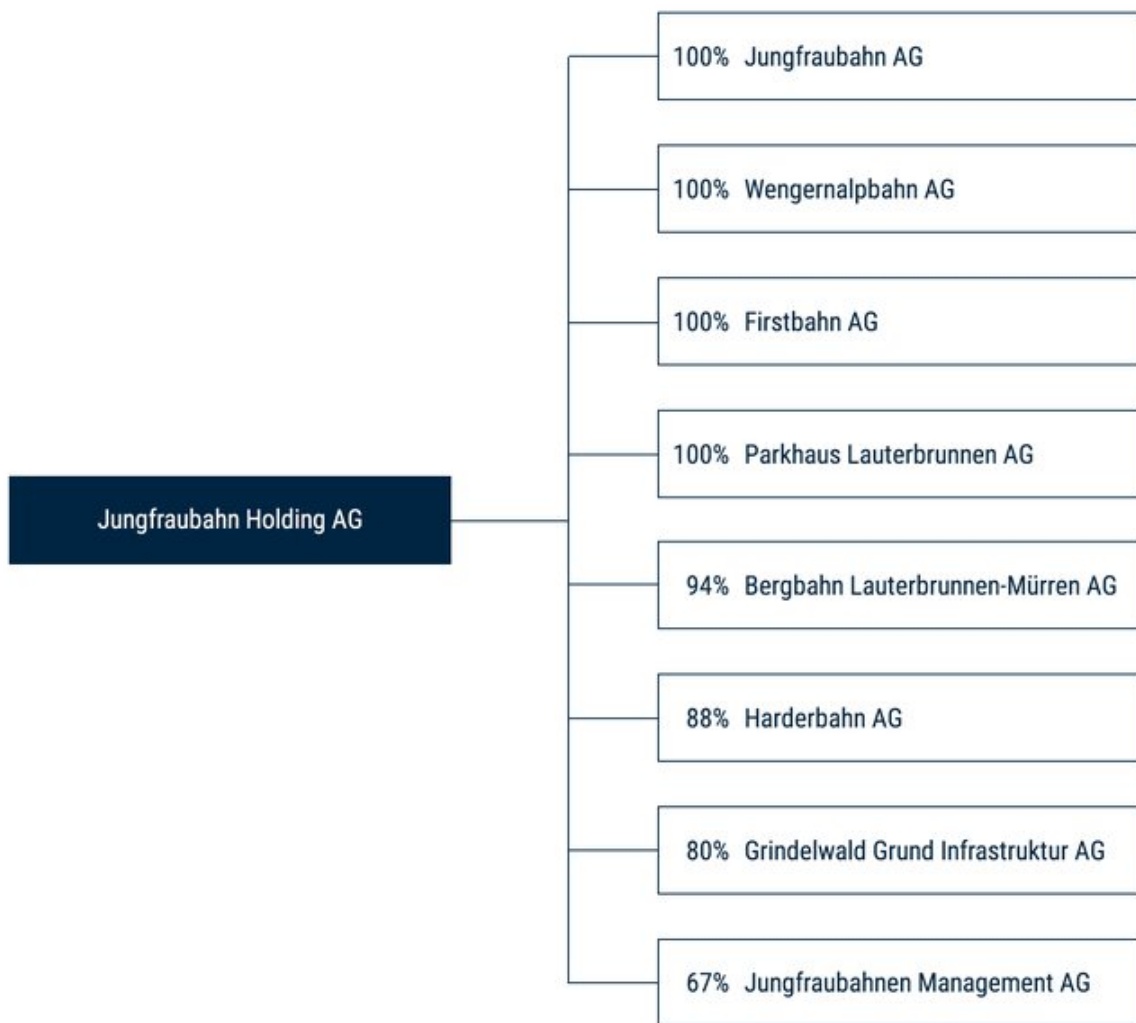 100% Jungfraubahn AG
100% Wengernalpbahn AG
100% Firstbahn AG
100% Parkhaus Lauterbrunnen AG
Jungfraubahn Holding AG
94% Bergbahn Lauterbrunnen-Mürren AG
88% Harderbahn AG
80% Grindelwald Grund Infrastruktur AG
67% Jungfraubahnen Management AG